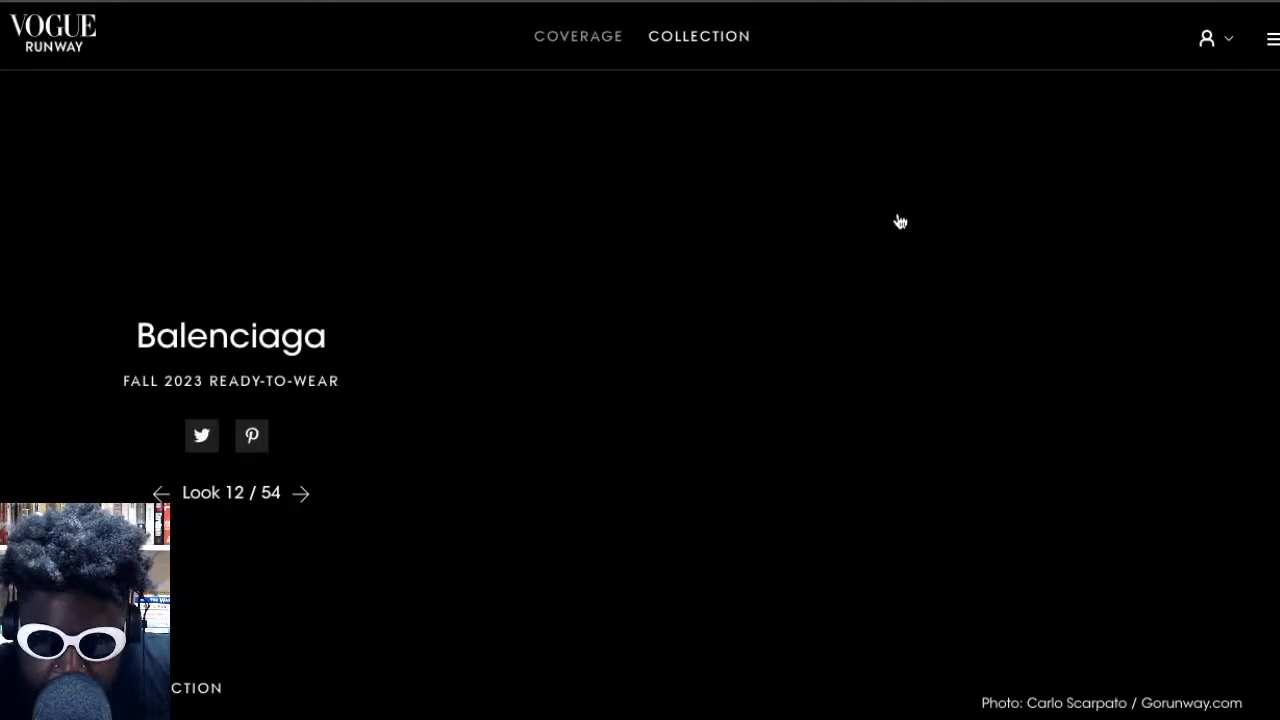 VOGUE
RUNWAY
COVERAGE COLLECTION
Balenciaga
FALL 2023 READY-TO-WEAR
Look 12 / 54
CTION
Photo: Carlo Scarpato / Gorunway.com